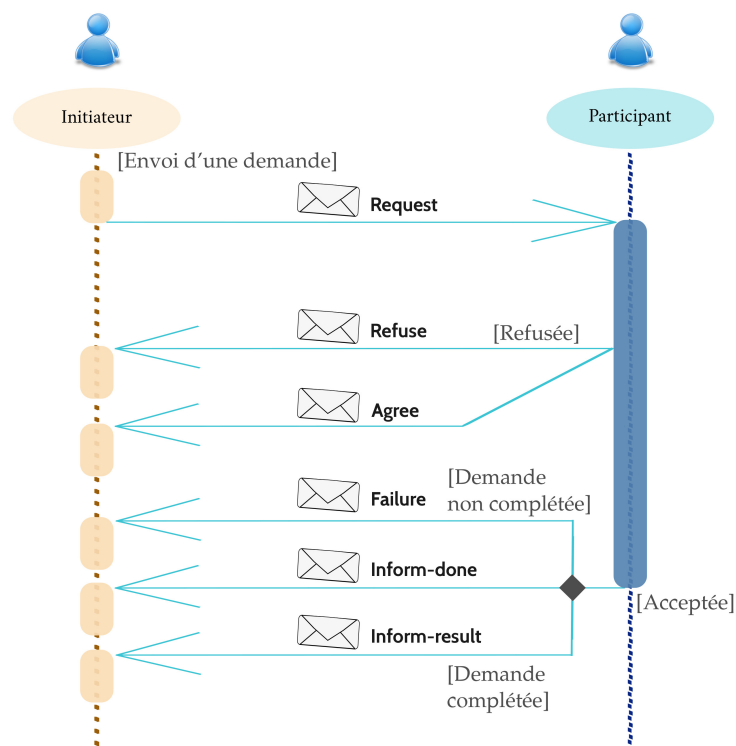 Initiateur
Participant
[Envoi d’une demande]
Request
Refuse
[Refusée]
Agree
[Demande
non complétée]
Failure
Inform-done
[Acceptée]
Inform-result
[Demande
complétée]